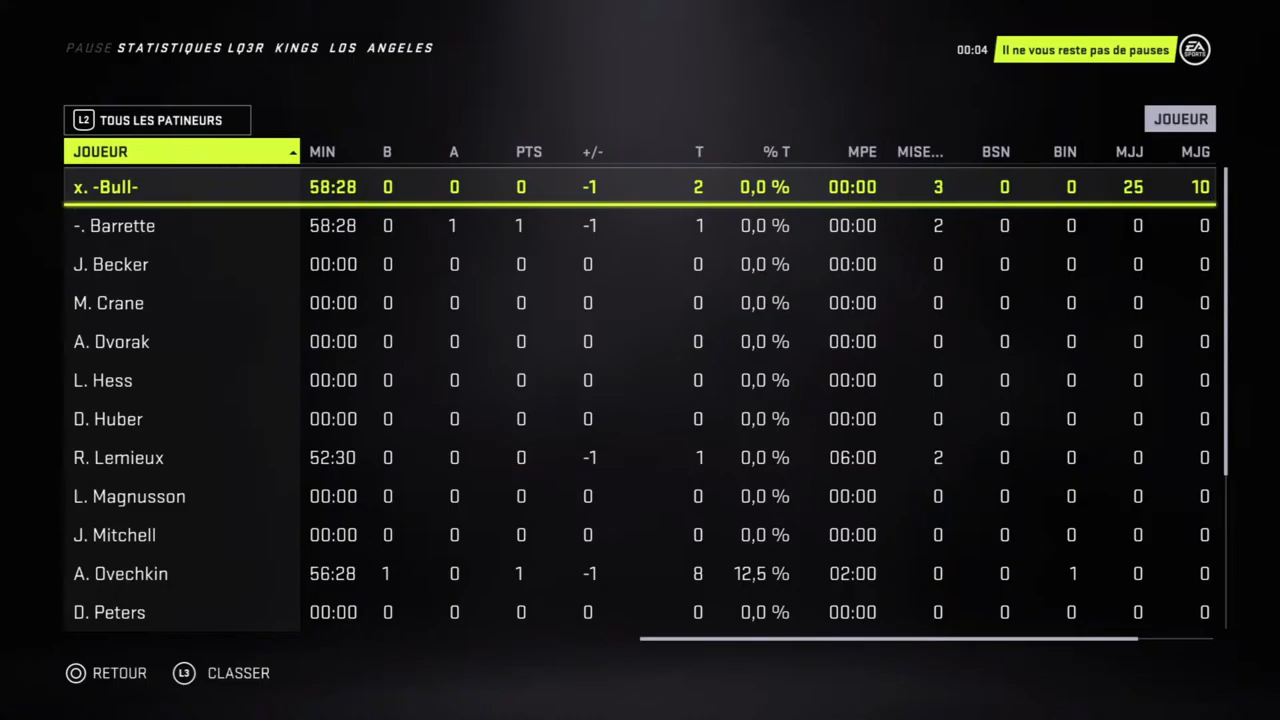 PAUSE STATISTIQUES LQ3R KINGS LOS ANGELES
00:04 Il ne vous reste pas de pauses EA SPORTS
L2 TOUS LES PATINEURS JOUEUR
JOUEUR MIN B A PTS +/- T % T MPE MISE... BSN BIN MJJ MJG
x. -Bull- 58:28 0 0 0 -1 2 0,0 % 00:00 3 0 0 25 10
-. Barrette 58:28 0 1 1 -1 1 0,0 % 00:00 2 0 0 0 0
J. Becker 00:00 0 0 0 0 0 0,0 % 00:00 0 0 0 0 0
M. Crane 00:00 0 0 0 0 0 0,0 % 00:00 0 0 0 0 0
A. Dvorak 00:00 0 0 0 0 0 0,0 % 00:00 0 0 0 0 0
L. Hess 00:00 0 0 0 0 0 0,0 % 00:00 0 0 0 0 0
D. Huber 00:00 0 0 0 0 0 0,0 % 00:00 0 0 0 0 0
R. Lemieux 52:30 0 0 0 -1 1 0,0 % 06:00 2 0 0 0 0
L. Magnusson 00:00 0 0 0 0 0 0,0 % 00:00 0 0 0 0 0
J. Mitchell 00:00 0 0 0 0 0 0,0 % 00:00 0 0 0 0 0
A. Ovechkin 56:28 1 0 1 -1 8 12,5 % 02:00 0 0 1 0 0
D. Peters 00:00 0 0 0 0 0 0,0 % 00:00 0 0 0 0 0
RETOUR L3 CLASSER